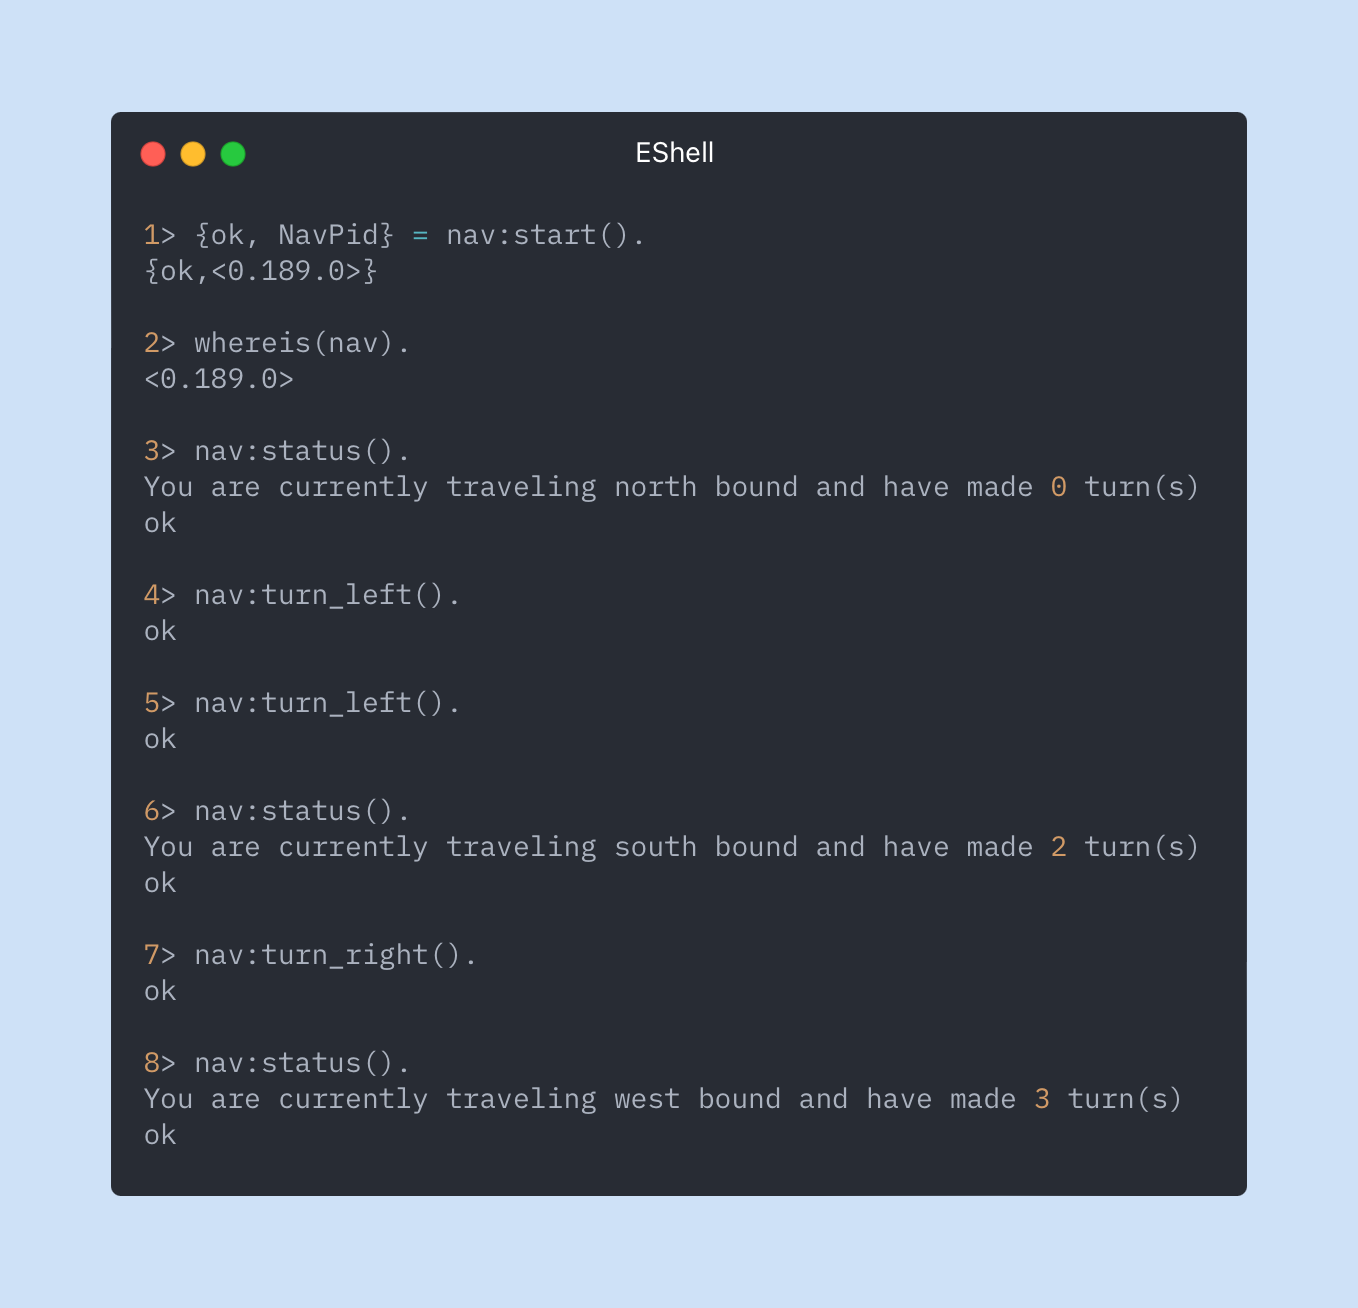 EShell
1> {ok, NavPid} = nav:start().
{ok,<0.189.0>}
2> whereis(nav).
<0.189.0>
3> nav:status().
You are currently traveling north bound and have made 0 turn(s)
ok
4> nav:turn_left().
ok
5> nav:turn_left().
ok
6> nav:status().
You are currently traveling south bound and have made 2 turn(s)
ok
7> nav:turn_right().
ok
8> nav:status().
You are currently traveling west bound and have made 3 turn(s)
ok